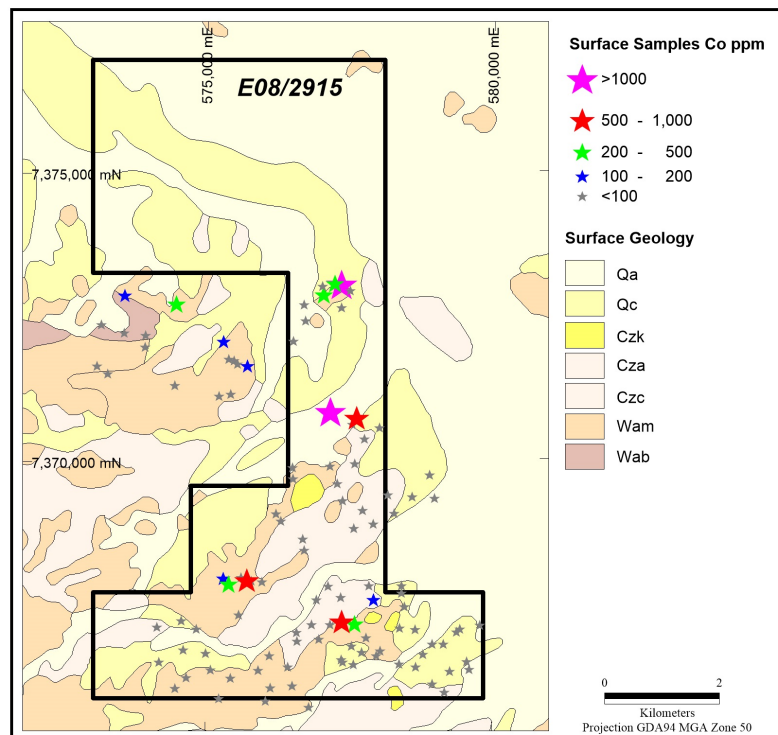 575,000 mE
580,000 mE
E08/2915
7,375,000 mN
7,370,000 mN
Surface Samples Co ppm
>1000
500 - 1,000
200 - 500
100 - 200
<100
Surface Geology
Qa
Qc
Czk
Cza
Czc
Wam
Wab
0 2
Kilometers
Projection GDA94 MGA Zone 50